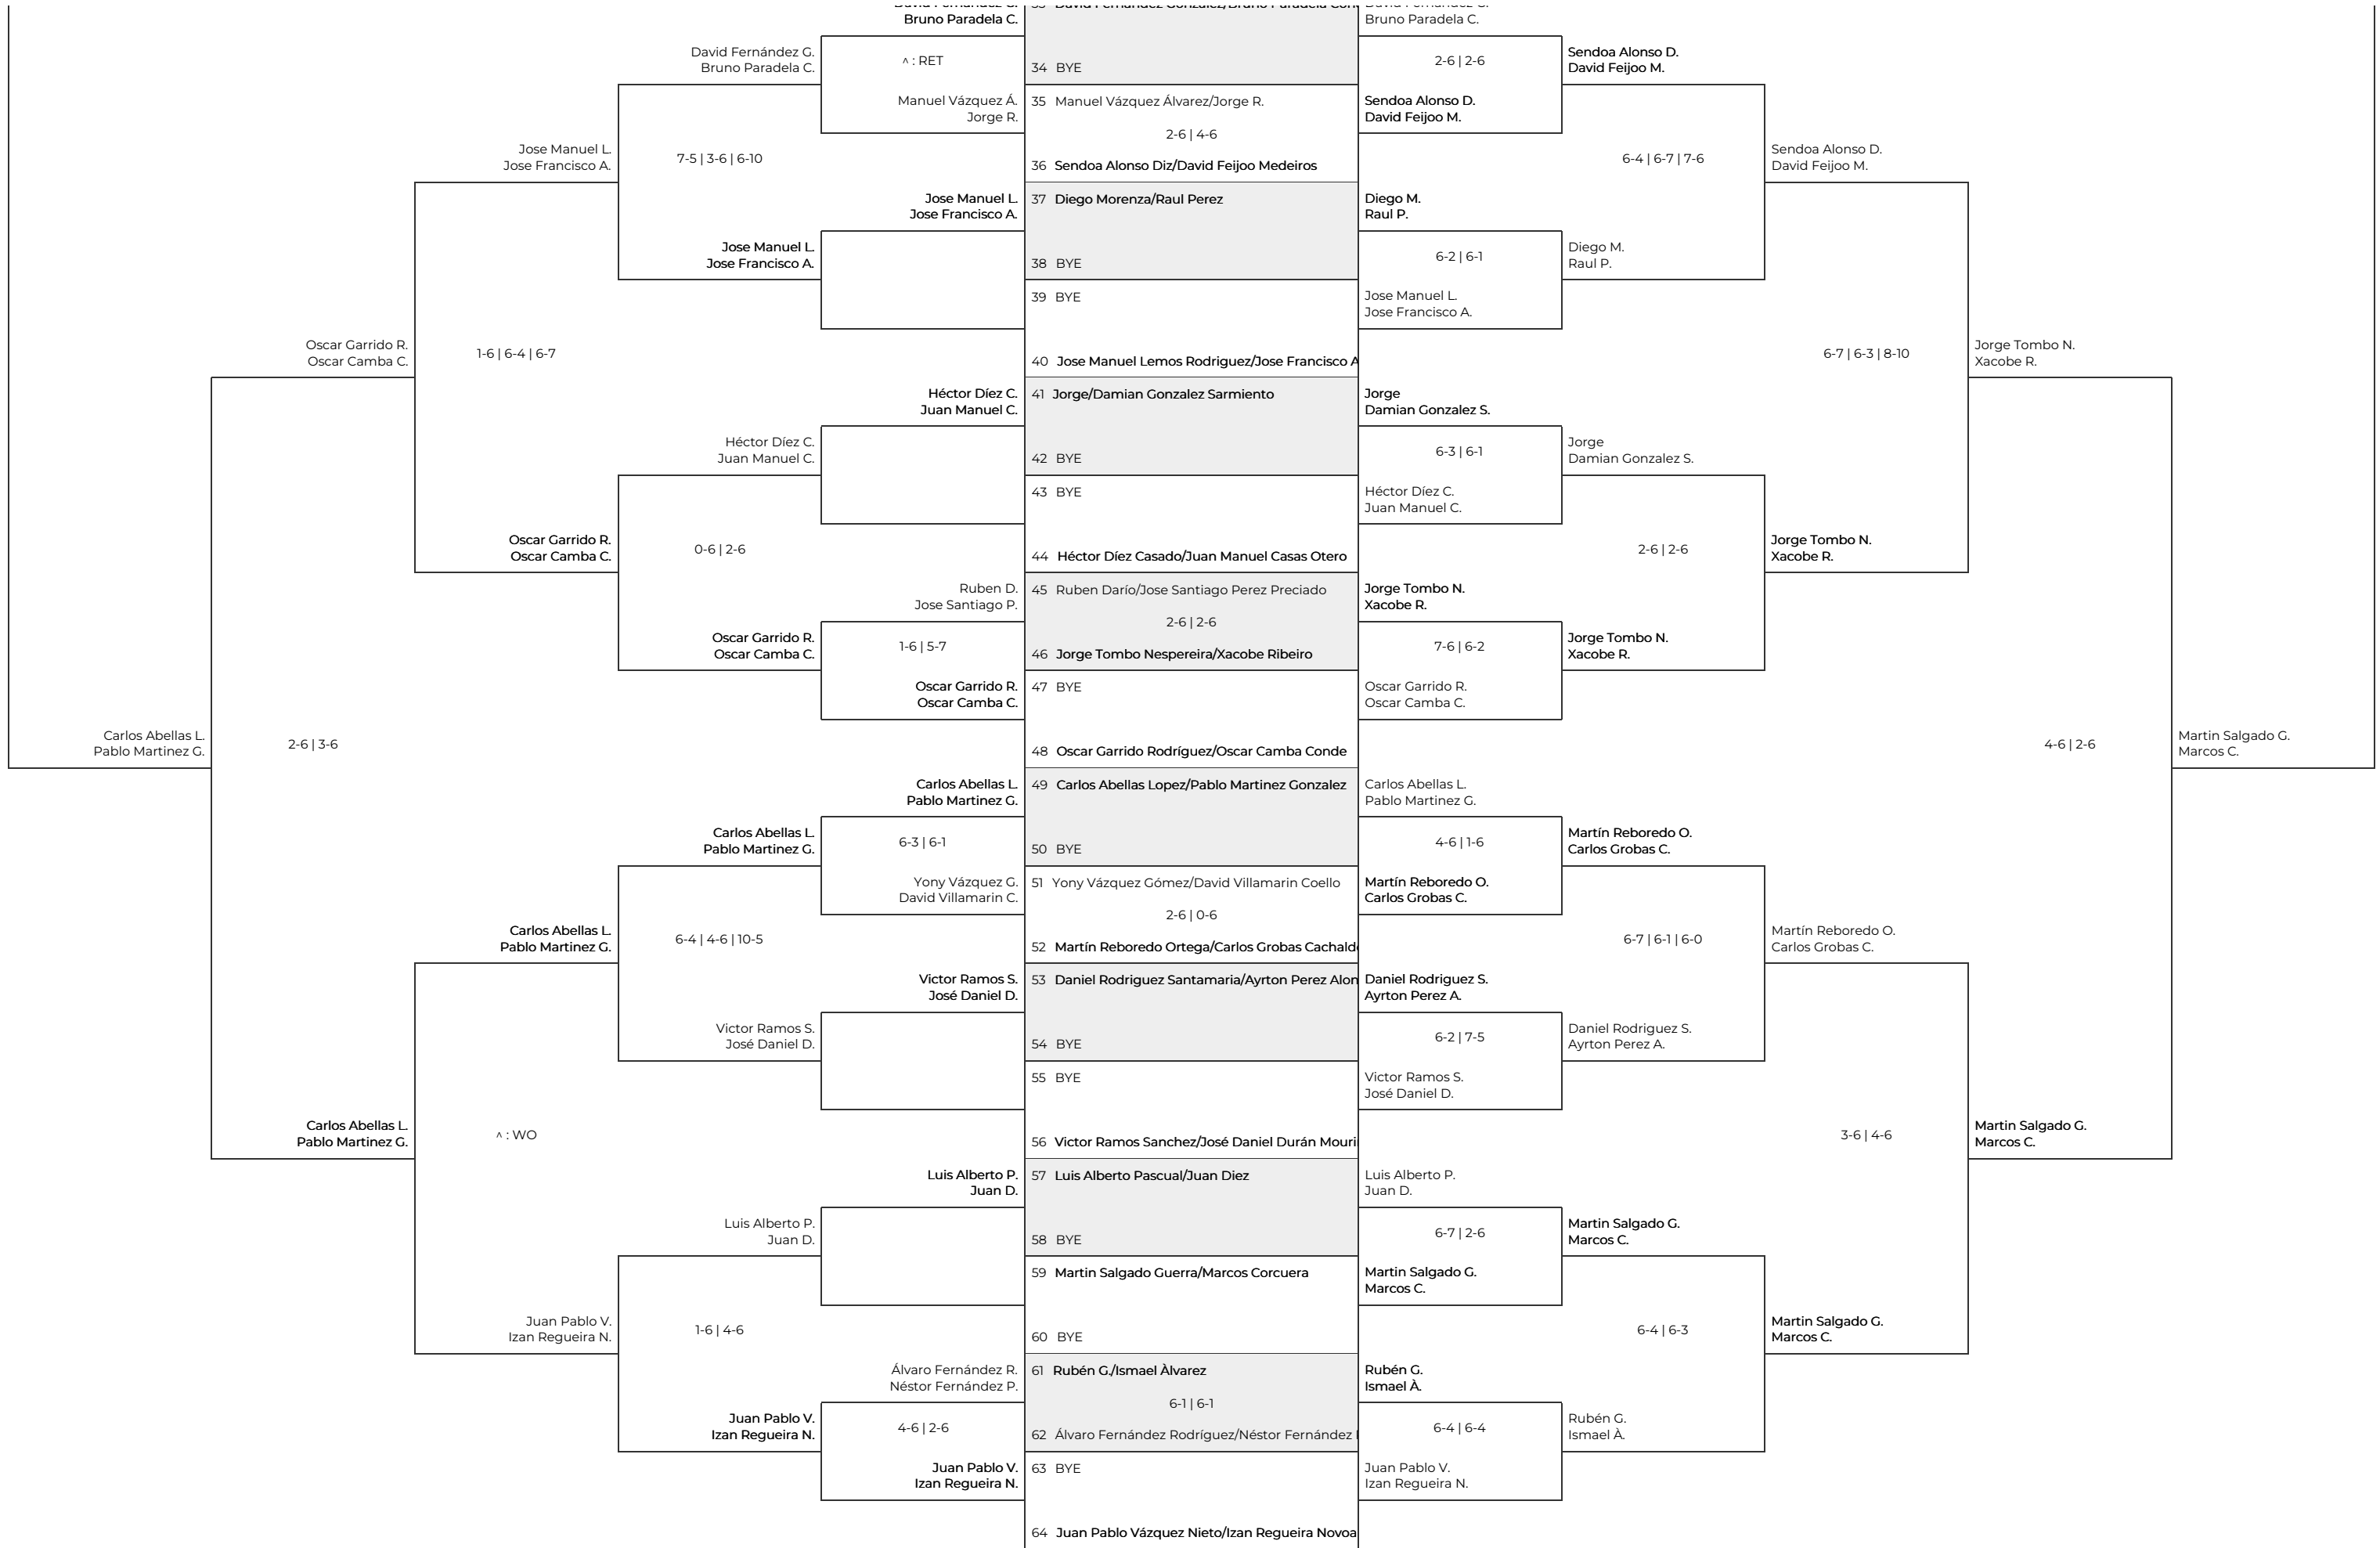 Bruno Paradela C.
Bruno Paradela C.
David Fernández G.
Bruno Paradela C.
^ : RET
34 BYE
2-6 | 2-6
Sendoa Alonso D.
David Feijoo M.
Manuel Vázquez Á.
Jorge R.
35 Manuel Vázquez Álvarez/Jorge R.
2-6 | 4-6
36 Sendoa Alonso Diz/David Feijoo Medeiros
Sendoa Alonso D.
David Feijoo M.
Jose Manuel L.
Jose Francisco A.
7-5 | 3-6 | 6-10
6-4 | 6-7 | 7-6
Sendoa Alonso D.
David Feijoo M.
Jose Manuel L.
Jose Francisco A.
37 Diego Morenza/Raul Perez
Diego M.
Raul P.
Jose Manuel L.
Jose Francisco A.
38 BYE
6-2 | 6-1
Diego M.
Raul P.
39 BYE
Jose Manuel L.
Jose Francisco A.
Oscar Garrido R.
Oscar Camba C.
1-6 | 6-4 | 6-7
40 Jose Manuel Lemos Rodriguez/Jose Francisco A
6-7 | 6-3 | 8-10
Jorge Tombo N.
Xacobe R.
Héctor Díez C.
Juan Manuel C.
41 Jorge/Damian Gonzalez Sarmiento
Jorge
Damian Gonzalez S.
Héctor Díez C.
Juan Manuel C.
42 BYE
6-3 | 6-1
Jorge
Damian Gonzalez S.
43 BYE
Héctor Díez C.
Juan Manuel C.
Oscar Garrido R.
Oscar Camba C.
0-6 | 2-6
44 Héctor Díez Casado/Juan Manuel Casas Otero
2-6 | 2-6
Jorge Tombo N.
Xacobe R.
Ruben D.
Jose Santiago P.
45 Ruben Darío/Jose Santiago Perez Preciado
2-6 | 2-6
46 Jorge Tombo Nespereira/Xacobe Ribeiro
Jorge Tombo N.
Xacobe R.
Oscar Garrido R.
Oscar Camba C.
1-6 | 5-7
7-6 | 6-2
Jorge Tombo N.
Xacobe R.
Oscar Garrido R.
Oscar Camba C.
47 BYE
Oscar Garrido R.
Oscar Camba C.
Carlos Abellas L.
Pablo Martinez G.
2-6 | 3-6
48 Oscar Garrido Rodríguez/Oscar Camba Conde
4-6 | 2-6
Martin Salgado G.
Marcos C.
Carlos Abellas L.
Pablo Martinez G.
49 Carlos Abellas Lopez/Pablo Martinez Gonzalez
Carlos Abellas L.
Pablo Martinez G.
Carlos Abellas L.
Pablo Martinez G.
6-3 | 6-1
50 BYE
4-6 | 1-6
Martín Reboredo O.
Carlos Grobas C.
Yony Vázquez G.
David Villamarin C.
51 Yony Vázquez Gómez/David Villamarin Coello
2-6 | 0-6
52 Martín Reboredo Ortega/Carlos Grobas Cachald
Martín Reboredo O.
Carlos Grobas C.
Carlos Abellas L.
Pablo Martinez G.
6-4 | 4-6 | 10-5
6-7 | 6-1 | 6-0
Martín Reboredo O.
Carlos Grobas C.
Victor Ramos S.
José Daniel D.
53 Daniel Rodriguez Santamaria/Ayrton Perez Alon
Daniel Rodriguez S.
Ayrton Perez A.
Victor Ramos S.
José Daniel D.
54 BYE
6-2 | 7-5
Daniel Rodriguez S.
Ayrton Perez A.
55 BYE
Victor Ramos S.
José Daniel D.
Carlos Abellas L.
Pablo Martinez G.
^ : WO
56 Victor Ramos Sanchez/José Daniel Durán Mouri
3-6 | 4-6
Martin Salgado G.
Marcos C.
Luis Alberto P.
Juan D.
57 Luis Alberto Pascual/Juan Diez
Luis Alberto P.
Juan D.
Luis Alberto P.
Juan D.
58 BYE
6-7 | 2-6
Martin Salgado G.
Marcos C.
59 Martin Salgado Guerra/Marcos Corcuera
Martin Salgado G.
Marcos C.
Juan Pablo V.
Izan Regueira N.
1-6 | 4-6
60 BYE
6-4 | 6-3
Martin Salgado G.
Marcos C.
Álvaro Fernández R.
Néstor Fernández P.
61 Rubén G./Ismael Àlvarez
6-1 | 6-1
62 Álvaro Fernández Rodríguez/Néstor Fernández
Rubén G.
Ismael À.
Juan Pablo V.
Izan Regueira N.
4-6 | 2-6
6-4 | 6-4
Rubén G.
Ismael À.
Juan Pablo V.
Izan Regueira N.
63 BYE
Juan Pablo V.
Izan Regueira N.
64 Juan Pablo Vázquez Nieto/Izan Regueira Novoa